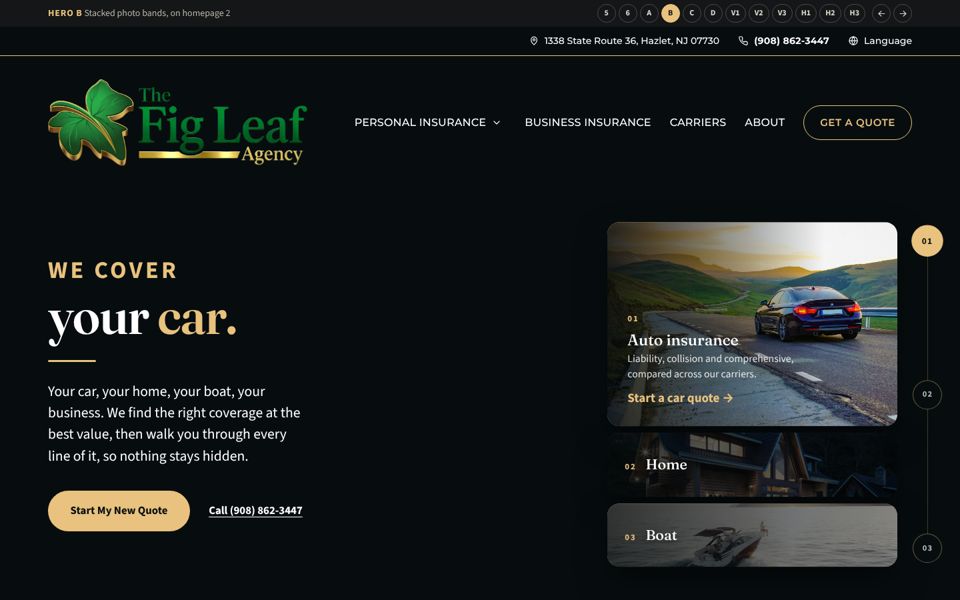 HERO B Stacked photo bands, on homepage 2
5 6 A B C D V1 V2 V3 H1 H2 H3 ← →
1338 State Route 36, Hazlet, NJ 07730
(908) 862-3447
Language
The
Fig Leaf
Agency
PERSONAL INSURANCE
BUSINESS INSURANCE
CARRIERS
ABOUT
GET A QUOTE
WE COVER
your car.
Your car, your home, your boat, your
business. We find the right coverage at the
best value, then walk you through every
line of it, so nothing stays hidden.
Start My New Quote
Call (908) 862-3447
01
Auto insurance
Liability, collision and comprehensive,
compared across our carriers.
Start a car quote →
02 Home
03 Boat
01
02
03